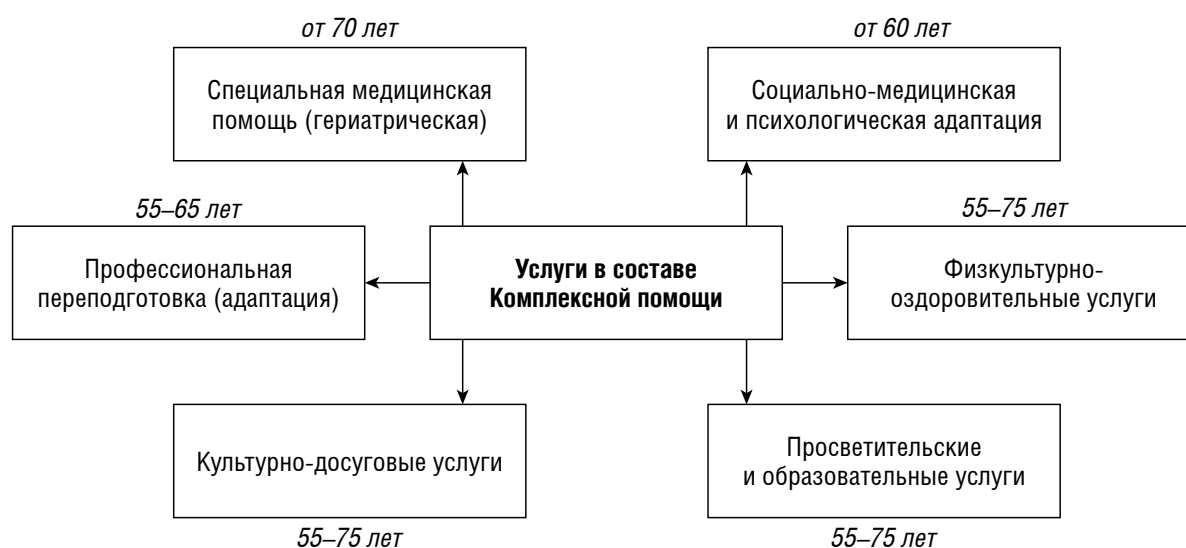 от 70 лет
Специальная медицинская
помощь (гериатрическая)
от 60 лет
Социально-медицинская
и психологическая адаптация
55–65 лет
Профессиональная
переподготовка (адаптация)
Услуги в составе
Комплексной помощи
55–75 лет
Физкультурно-
оздоровительные услуги
Культурно-досуговые услуги
55–75 лет
Просветительские
и образовательные услуги
55–75 лет